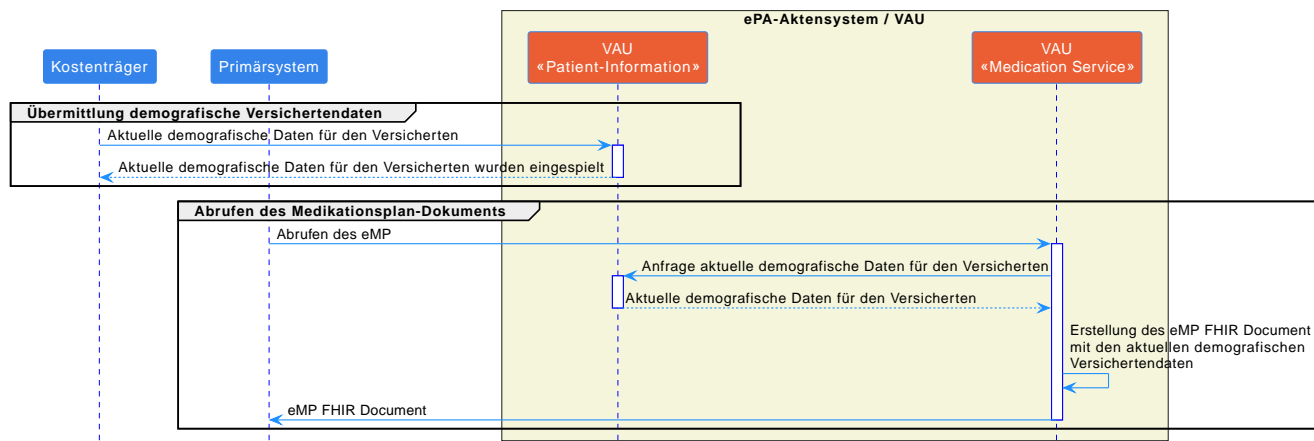 ePA-Aktensystem / VAU
Kostenträger
Primärsystem
VAU
«Patient-Information»
VAU
«Medication Service»
Übermittlung demografische Versichertendaten
Aktuelle demografische Daten für den Versicherten
Aktuelle demografische Daten für den Versicherten wurden eingespielt
Abrufen des Medikationsplan-Dokuments
Abrufen des eMP
Anfrage aktuelle demografische Daten für den Versicherten
Aktuelle demografische Daten für den Versicherten
Erstellung des eMP FHIR Document
mit den aktuellen demografischen
Versichertendaten
eMP FHIR Document